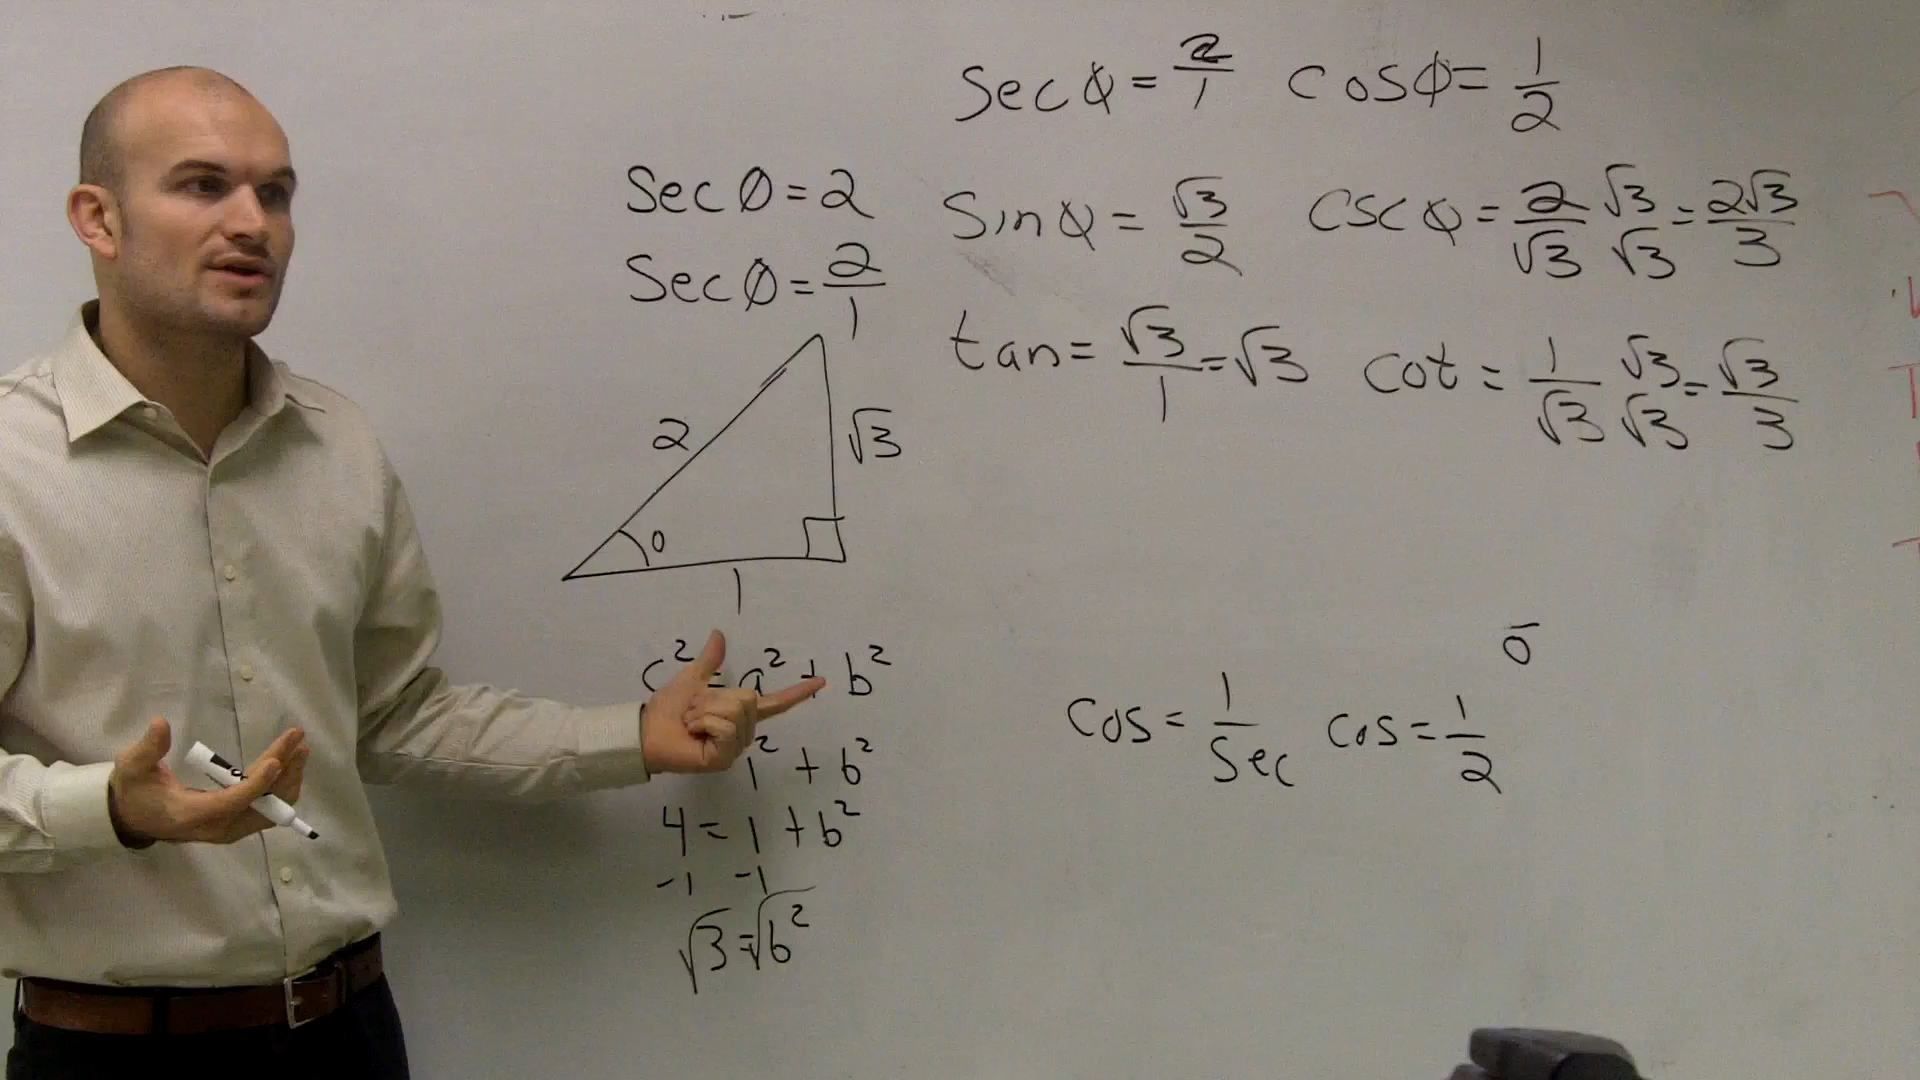 sec θ = 2/1 cos θ = 1/2
sec θ = 2
sin θ = √3/2 csc θ = 2/√3 √3/√3 = 2√3/3
sec θ = 2/1
tan = √3/1 = √3 cot = 1/√3 √3/√3 = √3/3
2
√3
θ
1
c² = a² + b²
1² + b²
4 = 1 + b²
-1 -1
√3 = √b²
cos = 1/sec cos = 1/2